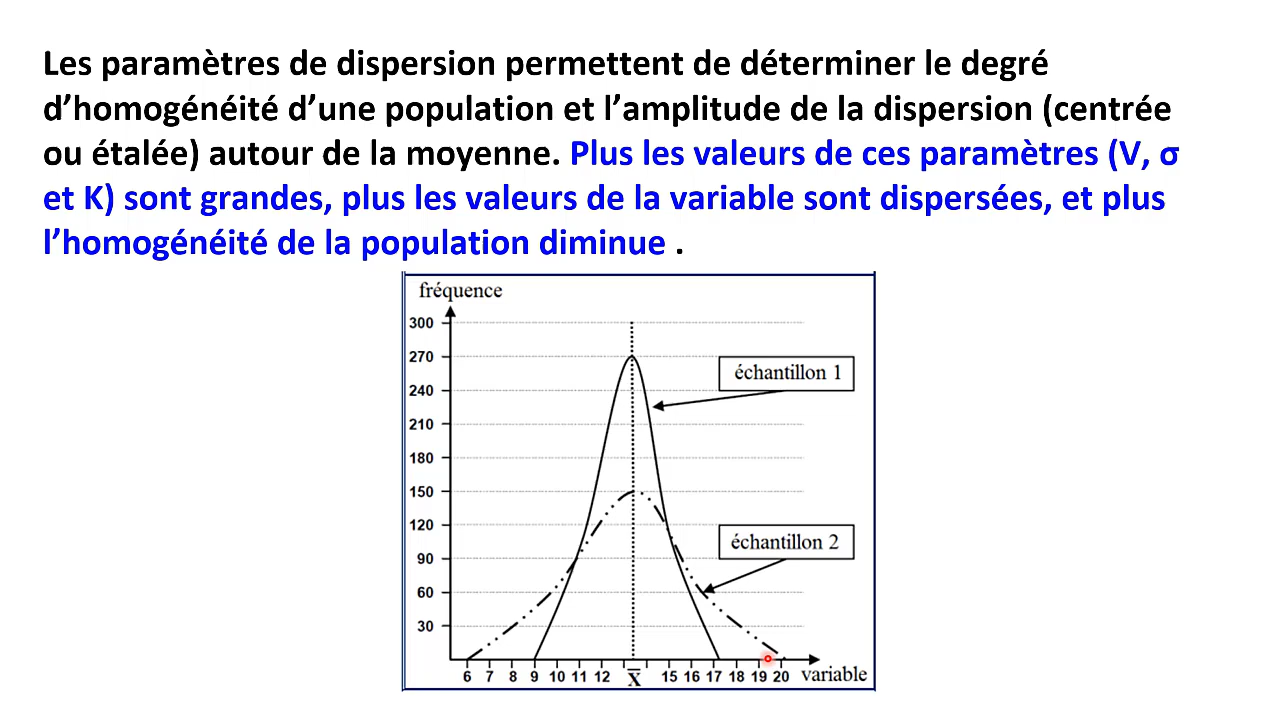 Les paramètres de dispersion permettent de déterminer le degré
d’homogénéité d’une population et l’amplitude de la dispersion (centrée
ou étalée) autour de la moyenne. Plus les valeurs de ces paramètres (V, σ
et K) sont grandes, plus les valeurs de la variable sont dispersées, et plus
l’homogénéité de la population diminue .
fréquence
300
270
échantillon 1
240
210
180
150
120
échantillon 2
90
60
30
6 7 8 9 10 11 12 X̅ 15 16 17 18 19 20 variable